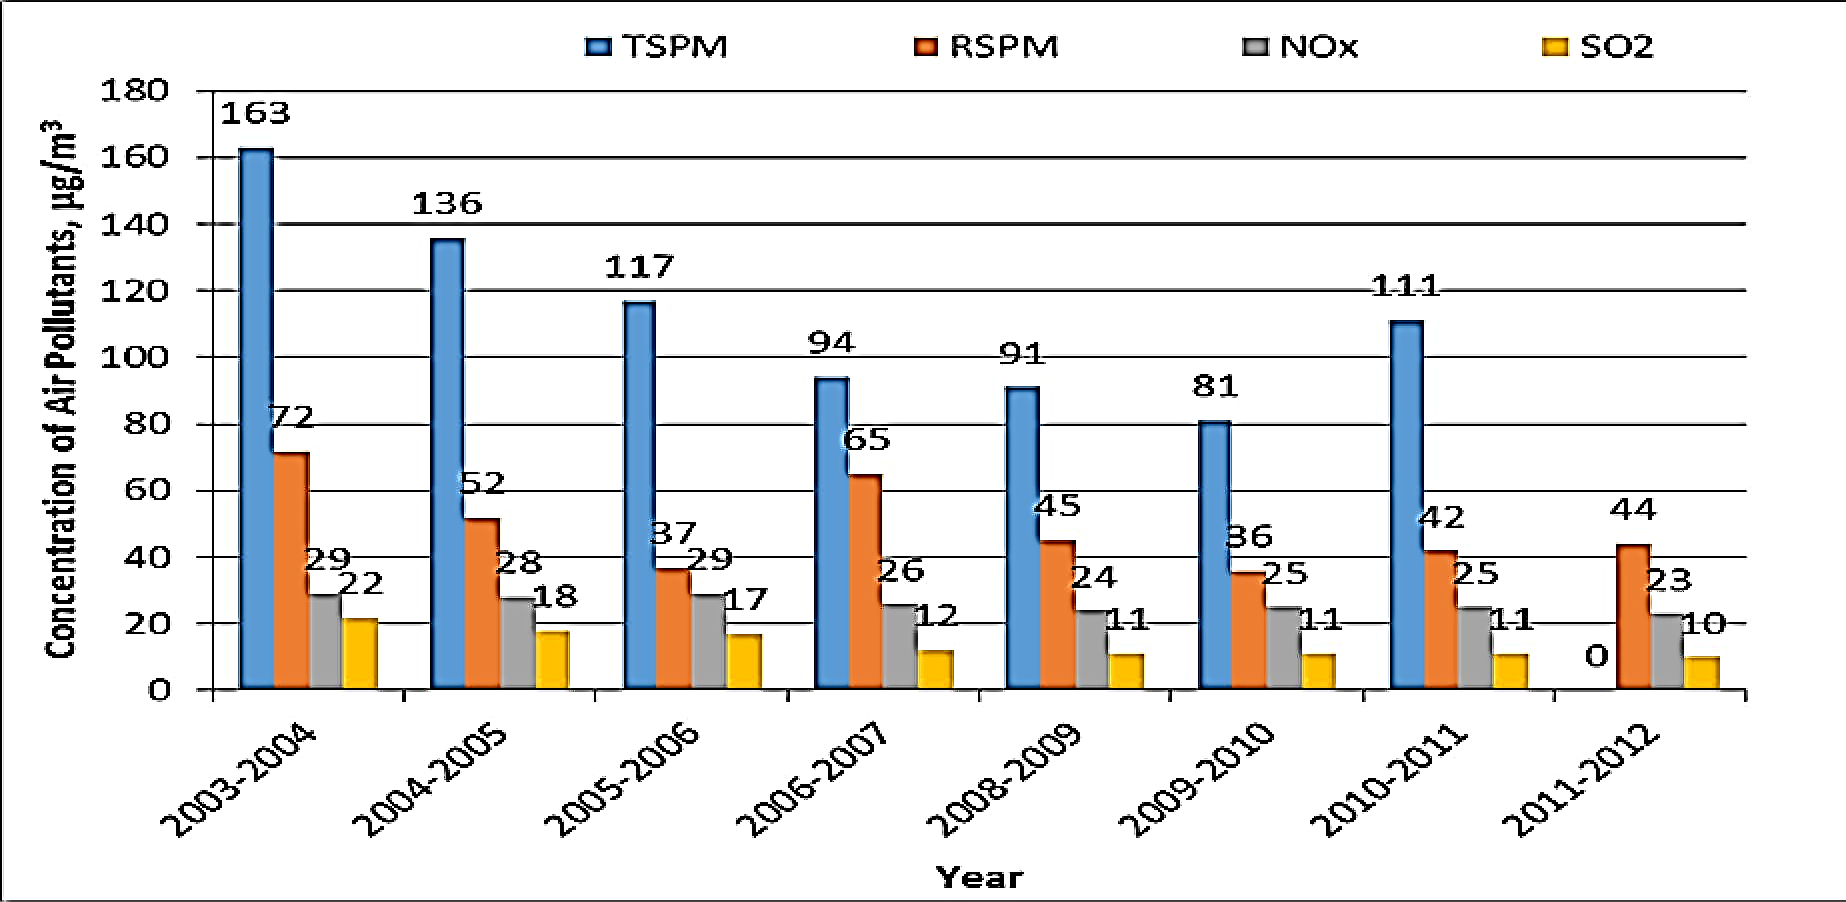 TSPM RSPM NOx SO2
Concentration of Air Pollutants, µg/m³
180
160
140
120
100
80
60
40
20
0
163 72 29 22
136 52 28 18
117 37 29 17
94 65 26 12
91 45 24 11
81 36 25 11
111 42 25 11
0 44 23 10
2003-2004 2004-2005 2005-2006 2006-2007 2008-2009 2009-2010 2010-2011 2011-2012
Year